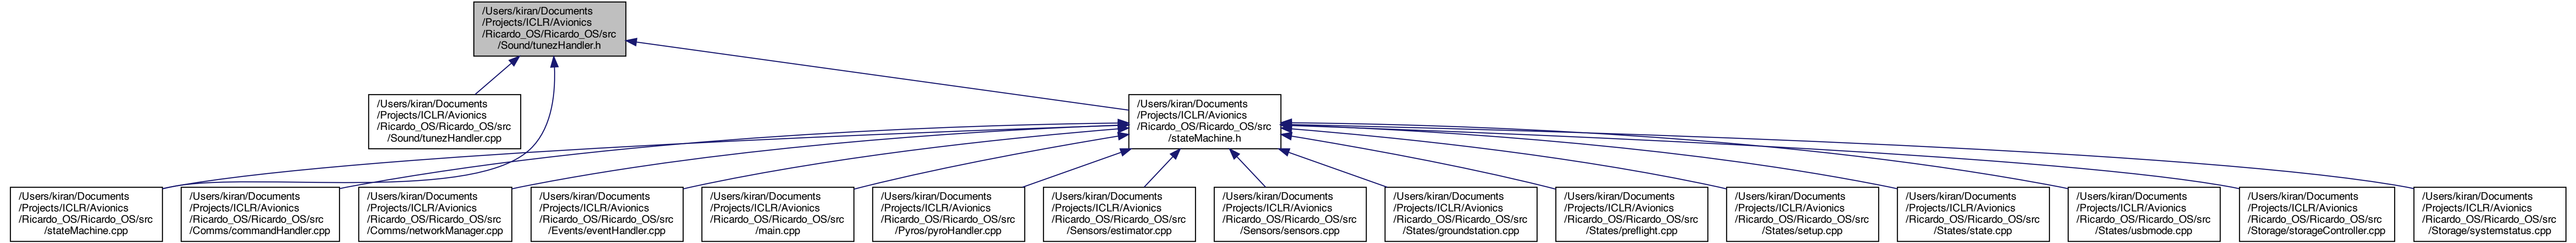 /Users/kiran/Documents
/Projects/ICLR/Avionics
/Ricardo_OS/Ricardo_OS/src
/Sound/tunezHandler.h
/Users/kiran/Documents
/Projects/ICLR/Avionics
/Ricardo_OS/Ricardo_OS/src
/Sound/tunezHandler.cpp
/Users/kiran/Documents
/Projects/ICLR/Avionics
/Ricardo_OS/Ricardo_OS/src
/stateMachine.h
/Users/kiran/Documents
/Projects/ICLR/Avionics
/Ricardo_OS/Ricardo_OS/src
/stateMachine.cpp
/Users/kiran/Documents
/Projects/ICLR/Avionics
/Ricardo_OS/Ricardo_OS/src
/Comms/commandHandler.cpp
/Users/kiran/Documents
/Projects/ICLR/Avionics
/Ricardo_OS/Ricardo_OS/src
/Comms/networkManager.cpp
/Users/kiran/Documents
/Projects/ICLR/Avionics
/Ricardo_OS/Ricardo_OS/src
/Events/eventHandler.cpp
/Users/kiran/Documents
/Projects/ICLR/Avionics
/Ricardo_OS/Ricardo_OS/src
/main.cpp
/Users/kiran/Documents
/Projects/ICLR/Avionics
/Ricardo_OS/Ricardo_OS/src
/Pyros/pyroHandler.cpp
/Users/kiran/Documents
/Projects/ICLR/Avionics
/Ricardo_OS/Ricardo_OS/src
/Sensors/estimator.cpp
/Users/kiran/Documents
/Projects/ICLR/Avionics
/Ricardo_OS/Ricardo_OS/src
/Sensors/sensors.cpp
/Users/kiran/Documents
/Projects/ICLR/Avionics
/Ricardo_OS/Ricardo_OS/src
/States/groundstation.cpp
/Users/kiran/Documents
/Projects/ICLR/Avionics
/Ricardo_OS/Ricardo_OS/src
/States/preflight.cpp
/Users/kiran/Documents
/Projects/ICLR/Avionics
/Ricardo_OS/Ricardo_OS/src
/States/setup.cpp
/Users/kiran/Documents
/Projects/ICLR/Avionics
/Ricardo_OS/Ricardo_OS/src
/States/state.cpp
/Users/kiran/Documents
/Projects/ICLR/Avionics
/Ricardo_OS/Ricardo_OS/src
/States/usbmode.cpp
/Users/kiran/Documents
/Projects/ICLR/Avionics
/Ricardo_OS/Ricardo_OS/src
/Storage/storageController.cpp
/Users/kiran/Documents
/Projects/ICLR/Avionics
/Ricardo_OS/Ricardo_OS/src
/Storage/systemstatus.cpp